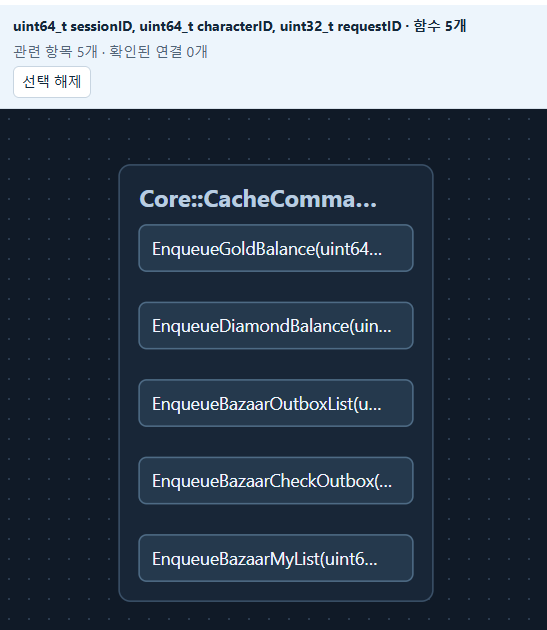 uint64_t sessionID, uint64_t characterID, uint32_t requestID · 함수 5개
관련 항목 5개 · 확인된 연결 0개
선택 해제
Core::CacheComma...
EnqueueGoldBalance(uint64...
EnqueueDiamondBalance(uin...
EnqueueBazaarOutboxList(u...
EnqueueBazaarCheckOutbox(...
EnqueueBazaarMyList(uint6...